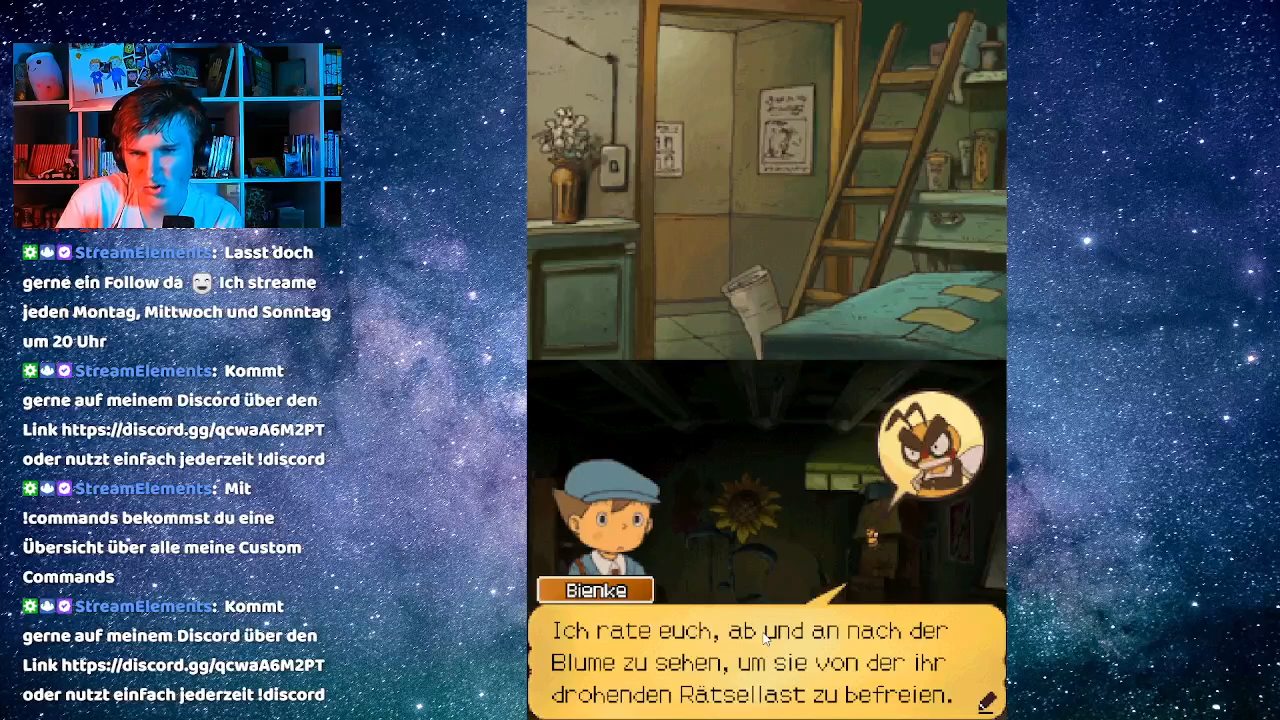 StreamElements: Lasst doch
gerne ein Follow da Ich streame
jeden Montag, Mittwoch und Sonntag
um 20 Uhr
StreamElements: Kommt
gerne auf meinem Discord über den
Link https://discord.gg/qcwaA6M2PT
oder nutzt einfach jederzeit !discord
StreamElements: Mit
!commands bekommst du eine
Übersicht über alle meine Custom
Commands
StreamElements: Kommt
gerne auf meinem Discord über den
Link https://discord.gg/qcwaA6M2PT
oder nutzt einfach jederzeit !discord
Bienke
Ich rate euch, ab und an nach der
Blume zu sehen, um sie von der ihr
drohenden Rätsellast zu befreien.